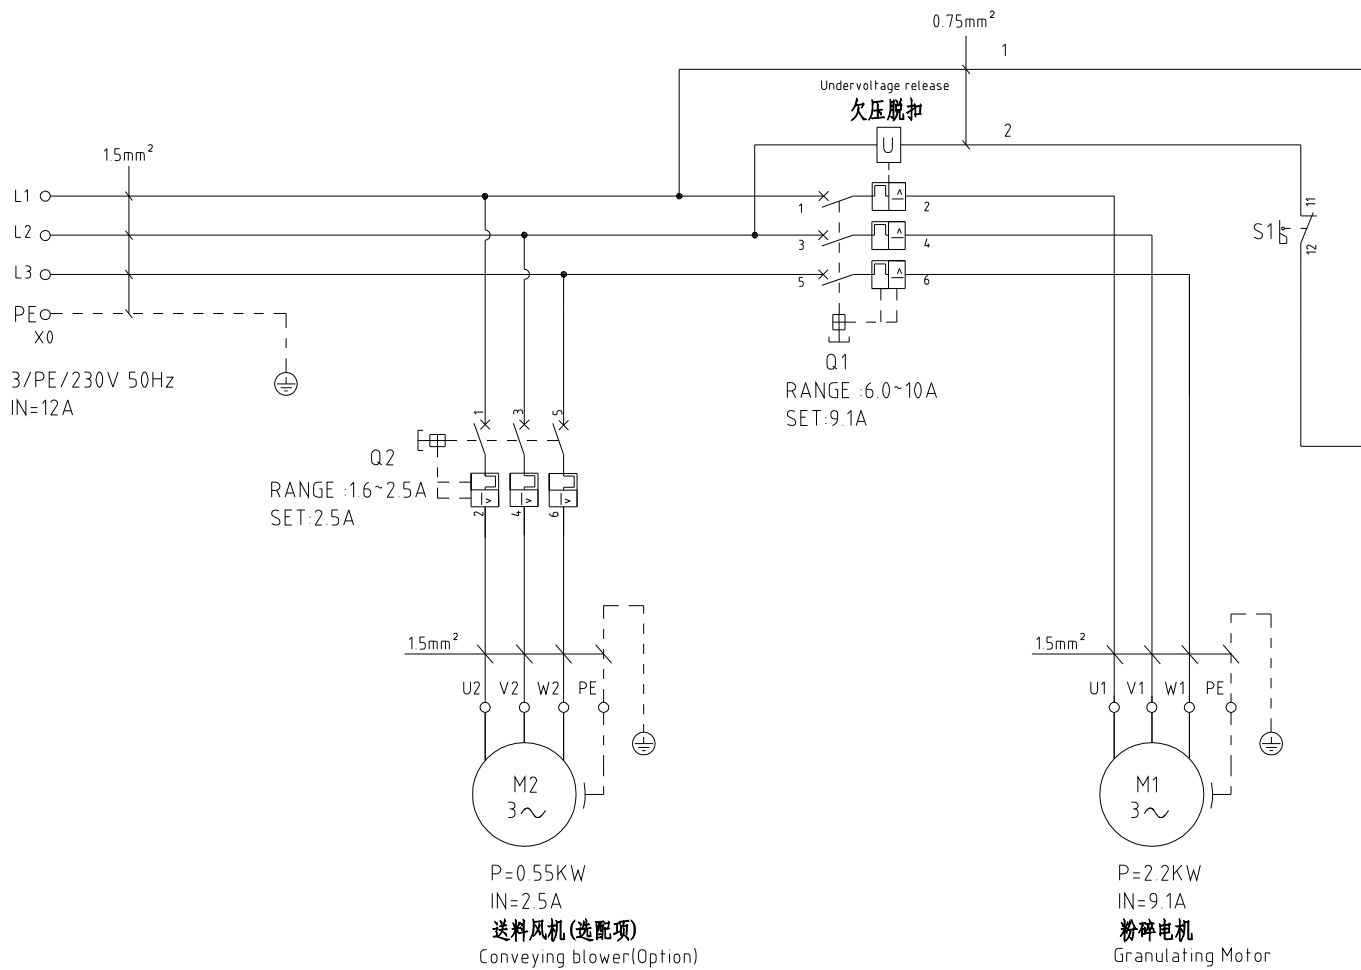 0.75mm²
1
Undervoltage release
欠压脱扣
U
2
1.5mm²
L1
1
2
11
L2
3
4
S1
12
L3
5
6
PE
X0
3/PE/230V 50Hz
IN=12A
Q1
RANGE :6.0~10A
SET:9.1A
1
3
5
Q2
RANGE :1.6~2.5A
SET:2.5A
2
4
6
1.5mm²
U2 V2 W2 PE
M2
3~
P=0.55KW
IN=2.5A
送料风机(选配项)
Conveying blower(Option)
1.5mm²
U1 V1 W1 PE
M1
3~
P=2.2KW
IN=9.1A
粉碎电机
Granulating Motor